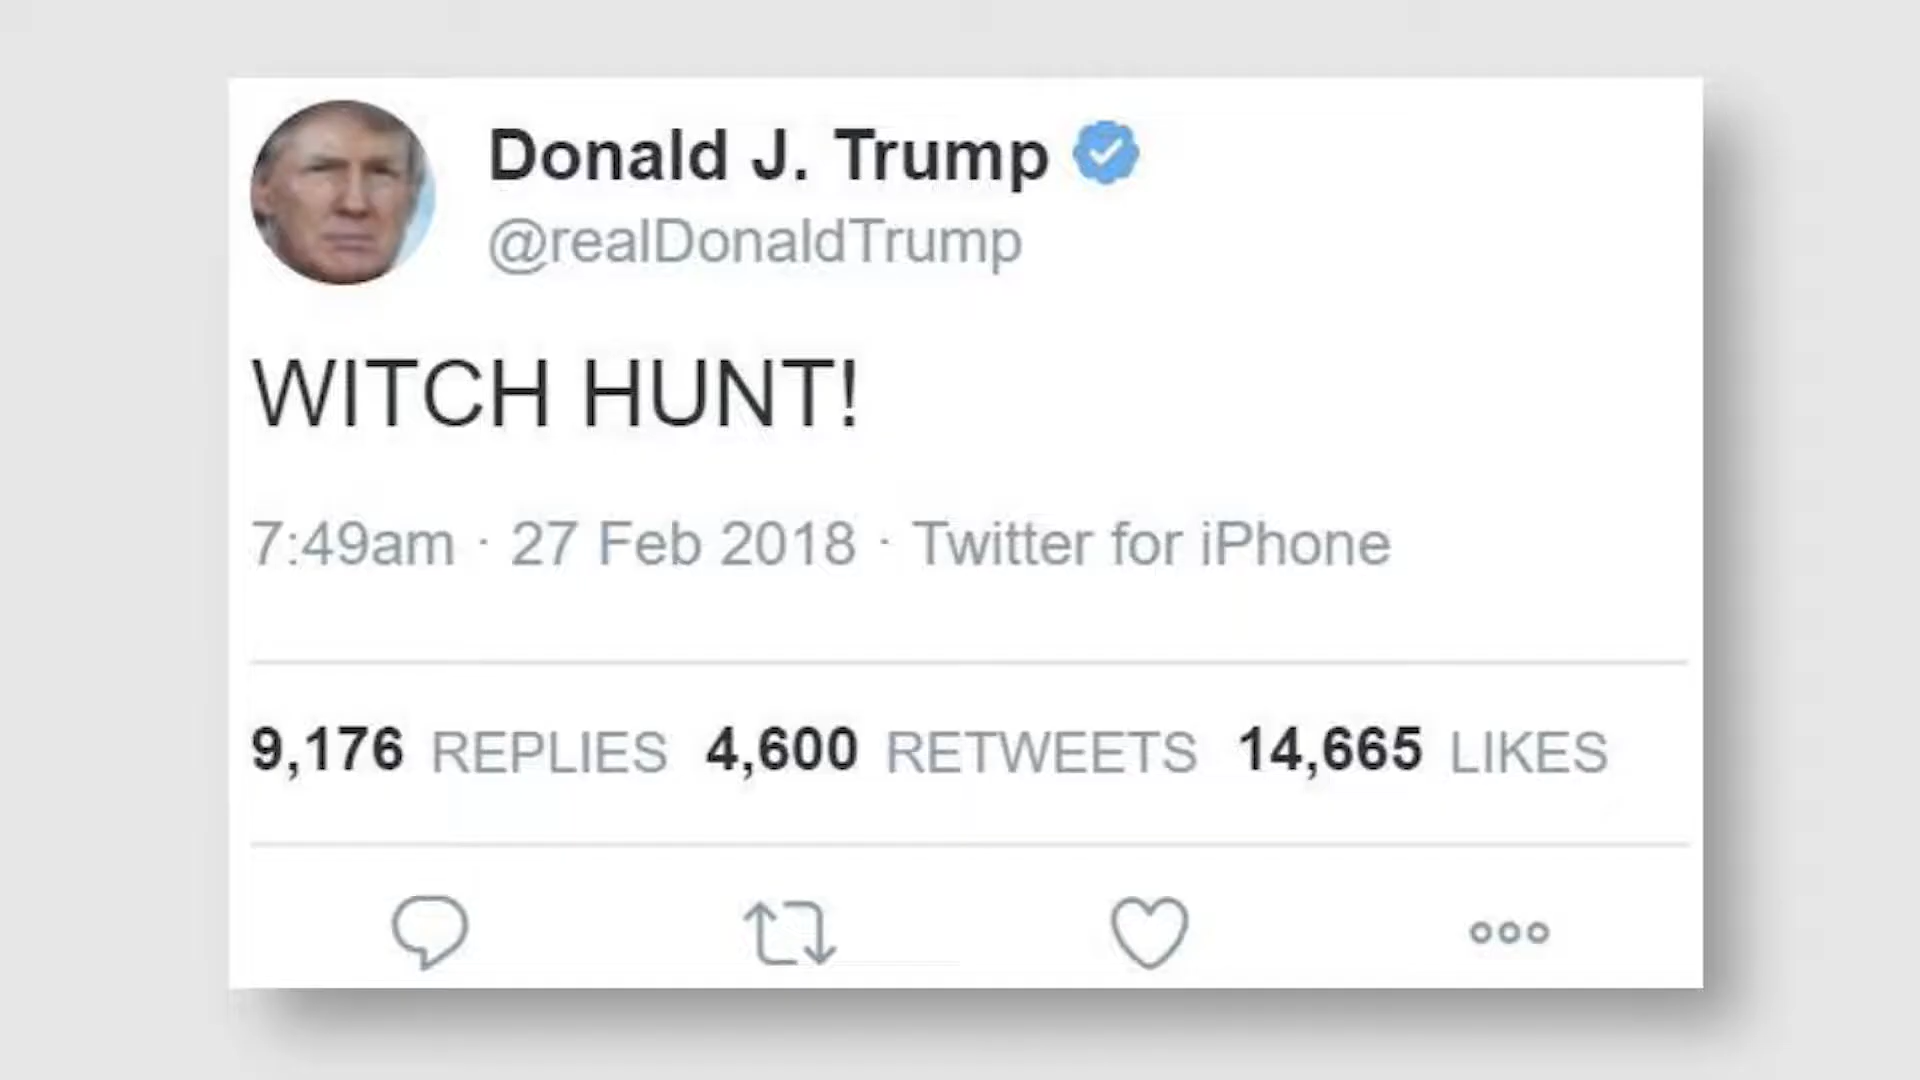 Donald J. Trump
@realDonaldTrump
WITCH HUNT!
7:49am · 27 Feb 2018 · Twitter for iPhone
9,176 REPLIES 4,600 RETWEETS 14,665 LIKES